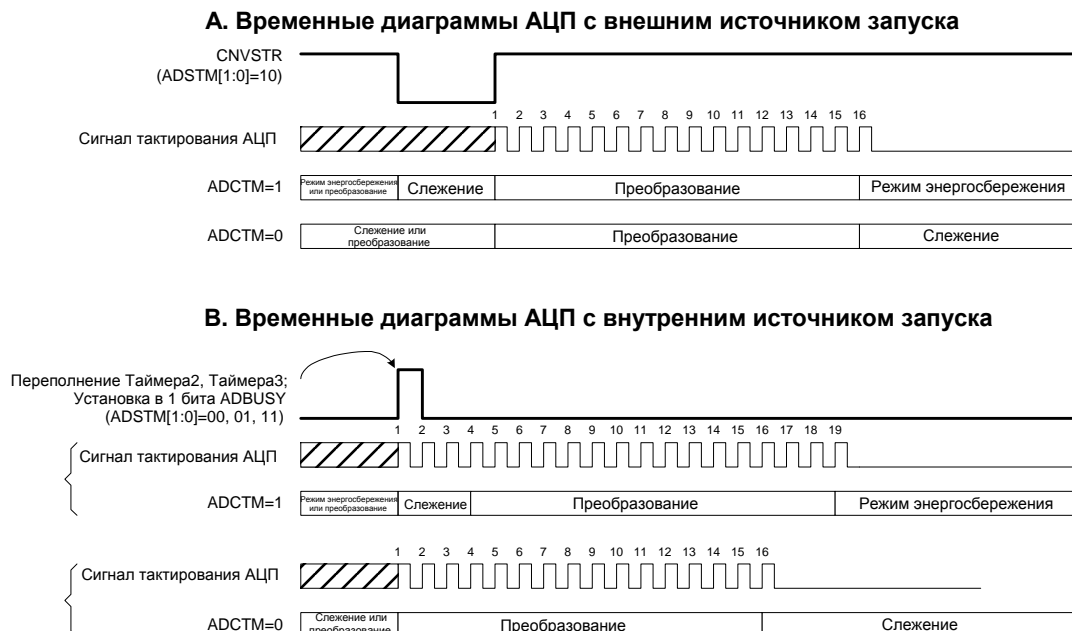 А. Временные диаграммы АЦП с внешним источником запуска
CNVSTR
(ADSTM[1:0]=10)
1 2 3 4 5 6 7 8 9 10 11 12 13 14 15 16
Сигнал тактирования АЦП
ADCTM=1
Режим энергосбережения
или преобразование
Слежение
Преобразование
Режим энергосбережения
ADCTM=0
Слежение или
преобразование
Преобразование
Слежение
В. Временные диаграммы АЦП с внутренним источником запуска
Переполнение Таймера2, Таймера3;
Установка в 1 бита ADBUSY
(ADSTM[1:0]=00, 01, 11)
1 2 3 4 5 6 7 8 9 10 11 12 13 14 15 16 17 18 19
Сигнал тактирования АЦП
ADCTM=1
Режим энергосбережения
или преобразование
Слежение
Преобразование
Режим энергосбережения
1 2 3 4 5 6 7 8 9 10 11 12 13 14 15 16
Сигнал тактирования АЦП
ADCTM=0
Слежение или
преобразование
Преобразование
Слежение